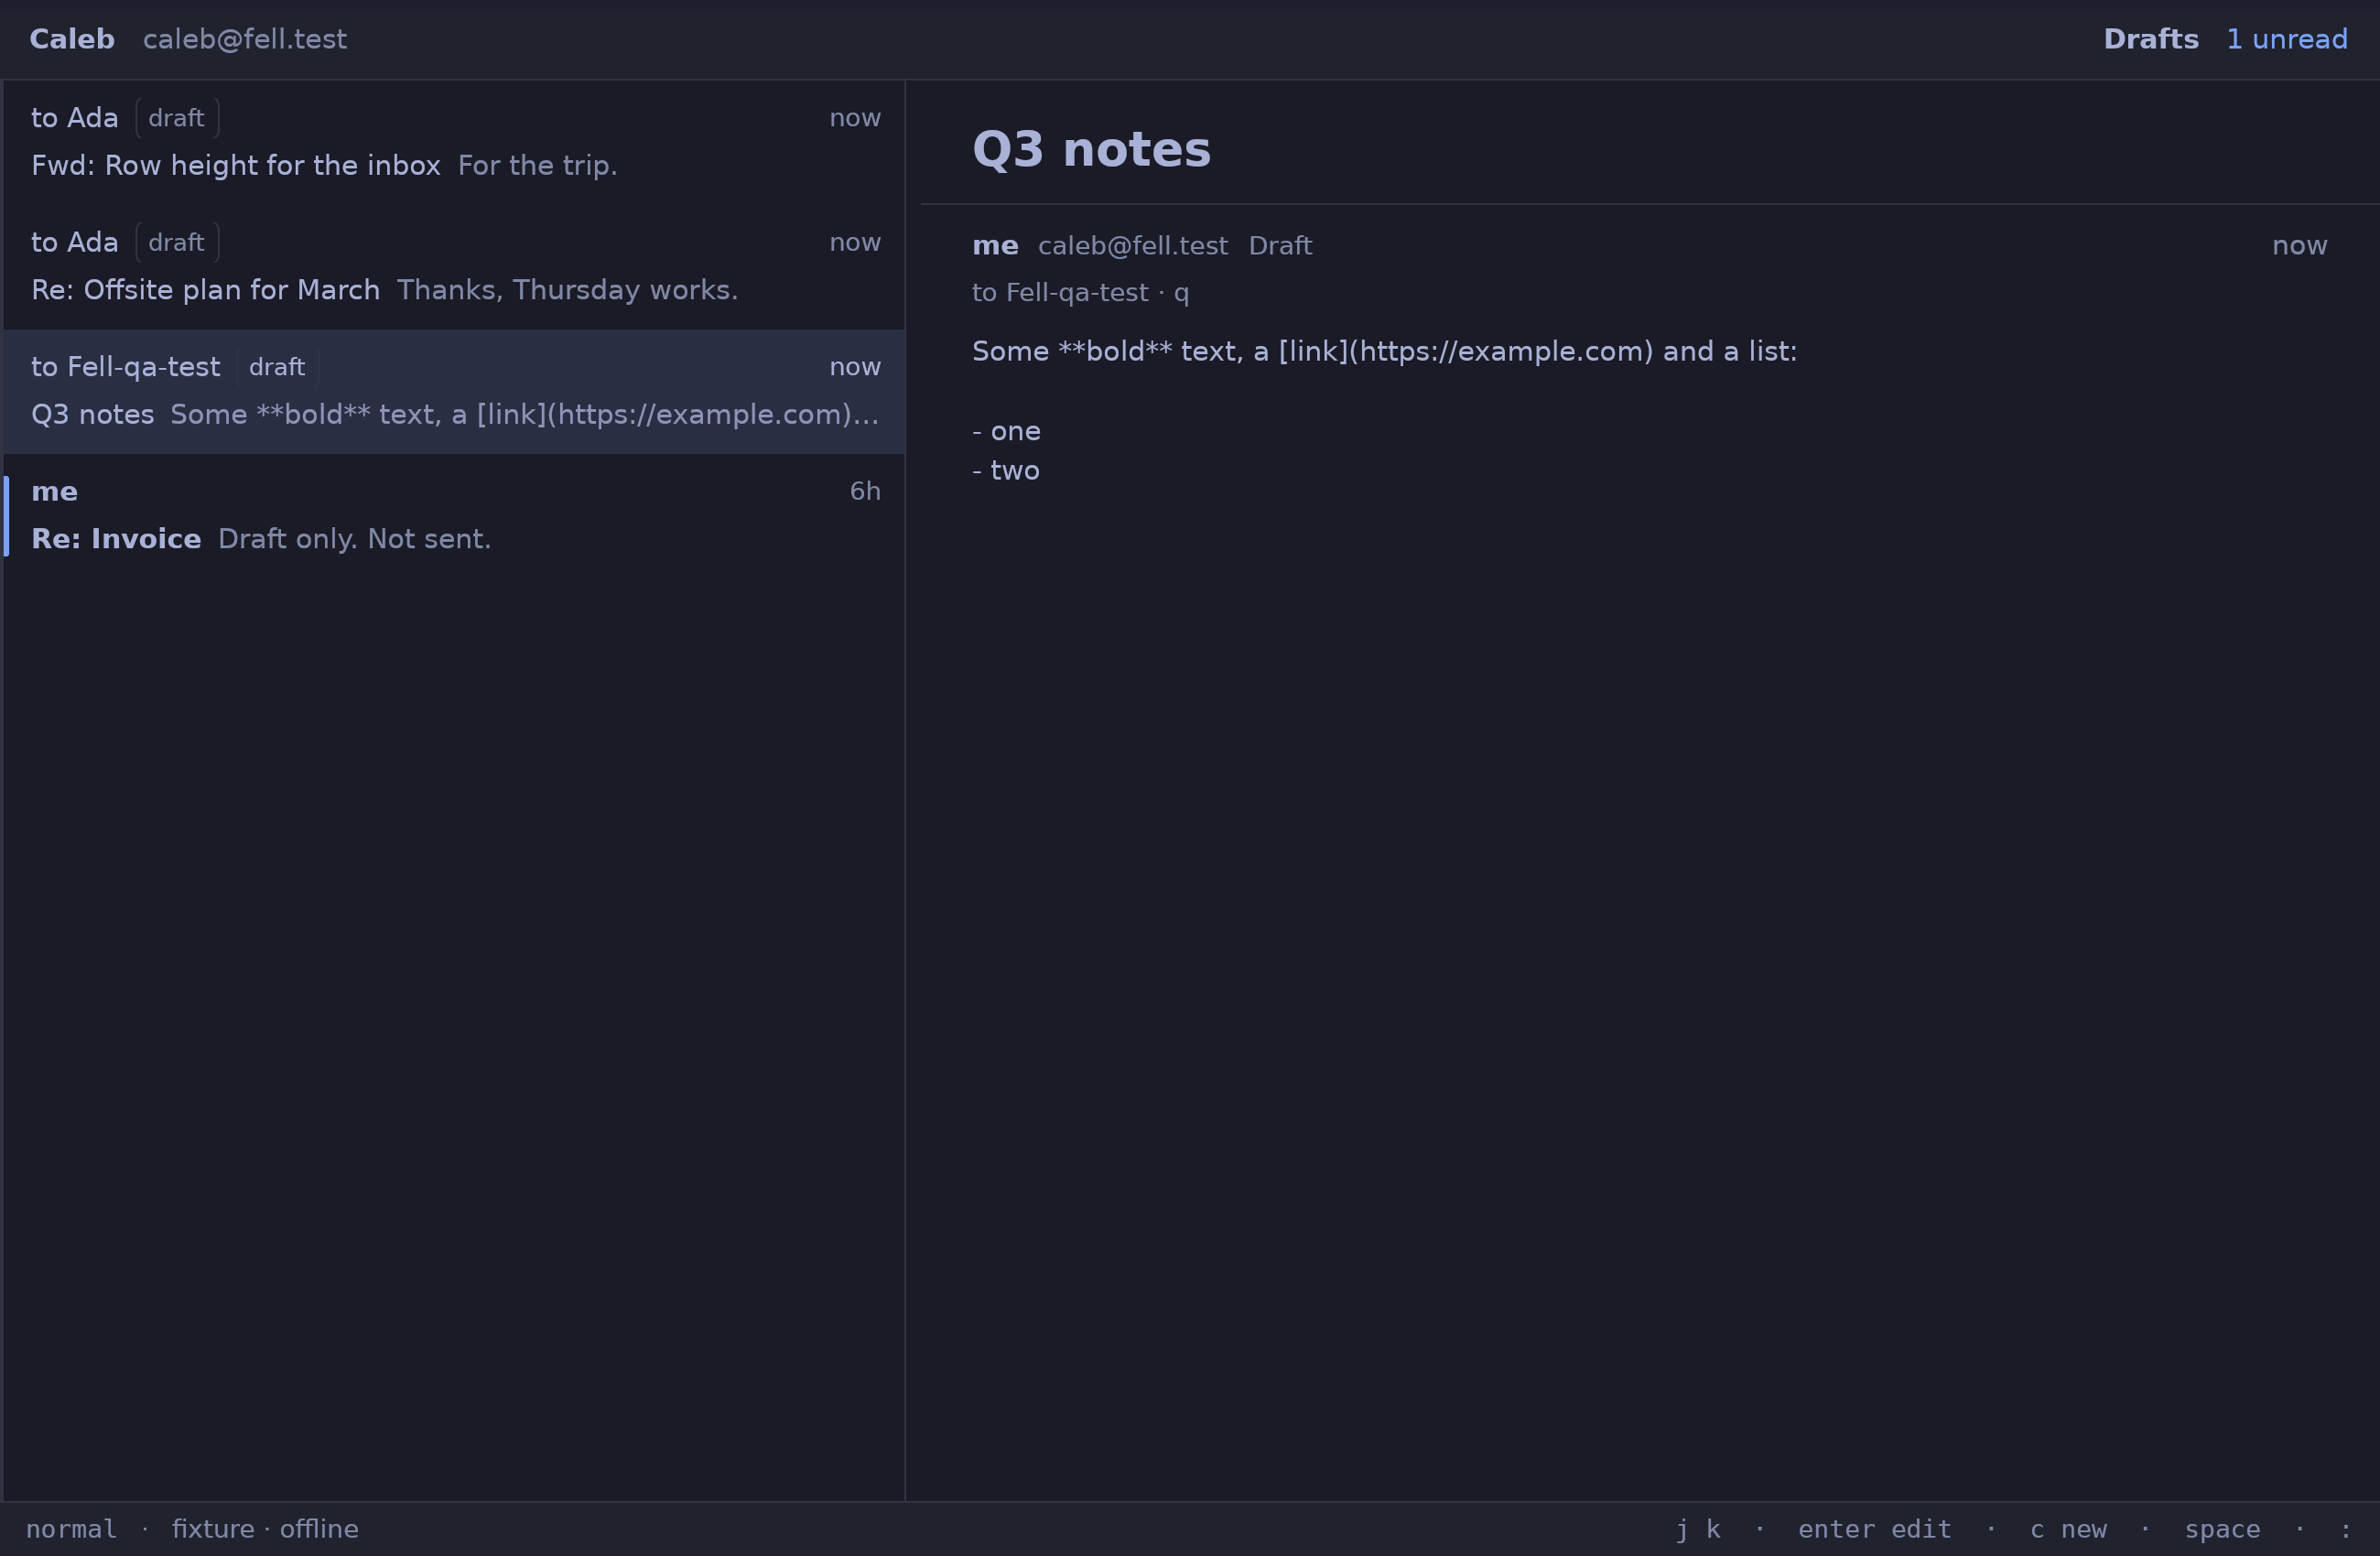 Caleb caleb@fell.test
Drafts 1 unread
to Ada draft now
Fwd: Row height for the inbox For the trip.
to Ada draft now
Re: Offsite plan for March Thanks, Thursday works.
to Fell-qa-test draft now
Q3 notes Some **bold** text, a [link](https://example.com)…
me 6h
Re: Invoice Draft only. Not sent.
Q3 notes
me caleb@fell.test Draft now
to Fell-qa-test · q
Some **bold** text, a [link](https://example.com) and a list:
- one
- two
normal · fixture · offline
j k · enter edit · c new · space · :